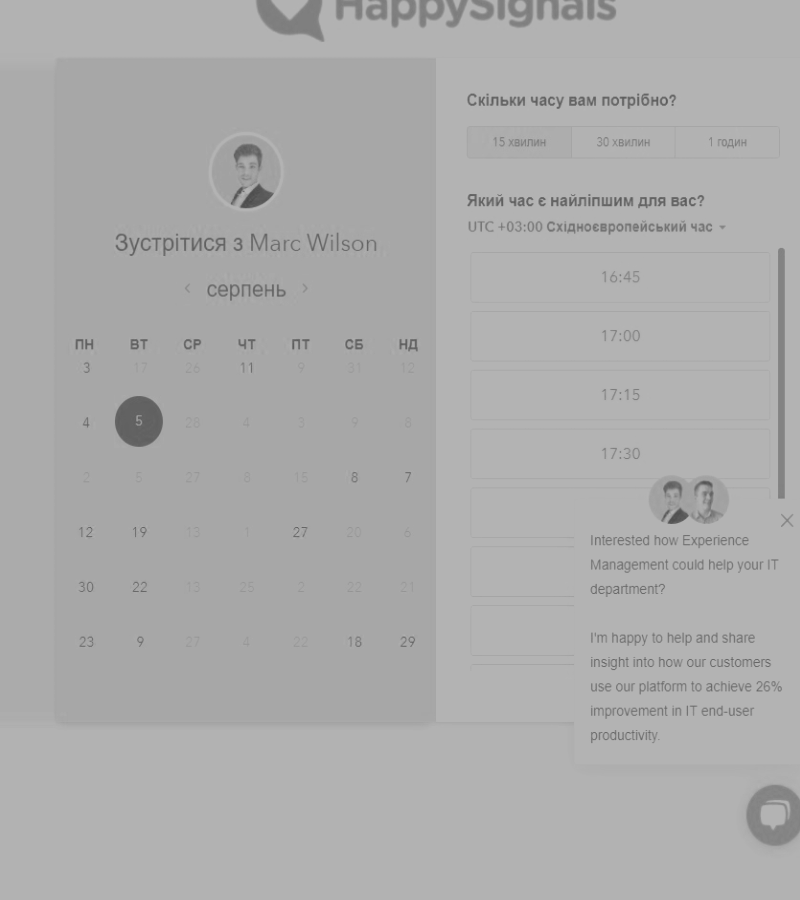 HappySignals
Зустрітися з Marc Wilson
серпень
ПН ВТ СР ЧТ ПТ СБ НД
3 17 26 11 9 31 12
4 5 28 4 3 9 8
2 5 27 8 15 8 7
12 19 13 1 27 20 6
30 22 13 25 2 22 21
23 9 27 4 22 18 29
Скільки часу вам потрібно?
15 хвилин 30 хвилин 1 годин
Який час є найліпшим для вас?
UTC +03:00 Східноєвропейський час
16:45
17:00
17:15
17:30
Interested how Experience
Management could help your IT
department?
I'm happy to help and share
insight into how our customers
use our platform to achieve 26%
improvement in IT end-user
productivity.